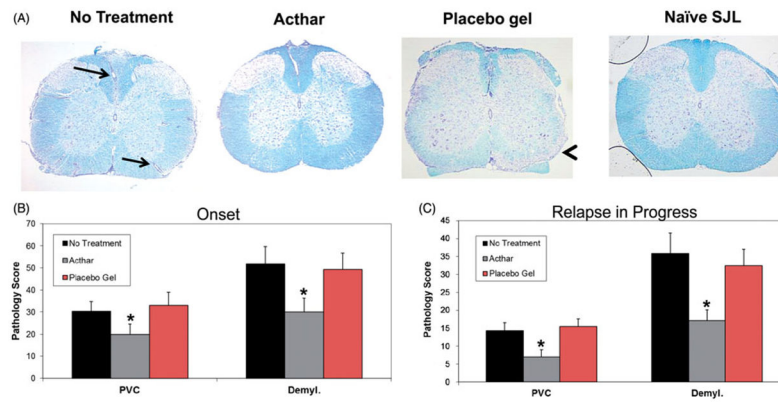 (A)
No Treatment
Acthar
Placebo gel
Naïve SJL
(B)
Onset
Pathology Score
70
60
50
40
30
20
10
0
No Treatment
Acthar
Placebo Gel
*
*
PVC
Demyl.
(C)
Relapse in Progress
Pathology Score
45
40
35
30
25
20
15
10
5
0
No Treatment
Acthar
Placebo Gel
*
*
PVC
Demyl.